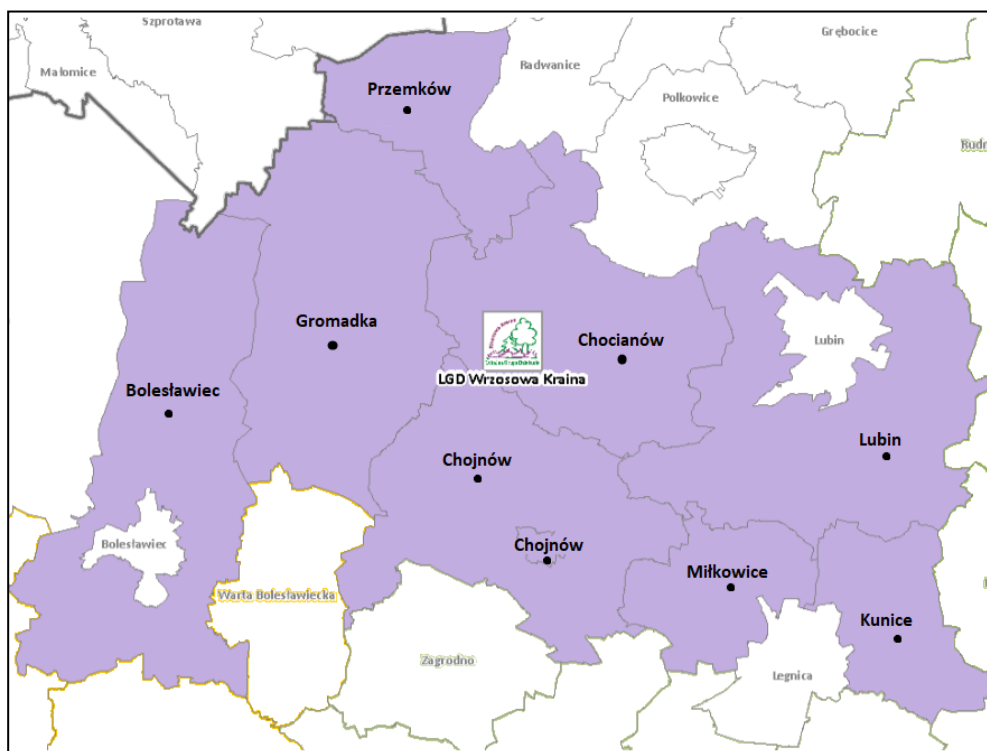 Szprotawa
Grębocice
Małomice
Radwanice
Przemków
Polkowice
Gromadka
Chocianów
Lubin
LGD Wrzosowa Kraina
Bolesławiec
Lubin
Chojnów
Bolesławiec
Chojnów
Miłkowice
Warta Bolesławiecka
Kunice
Zagrodno
Legnica